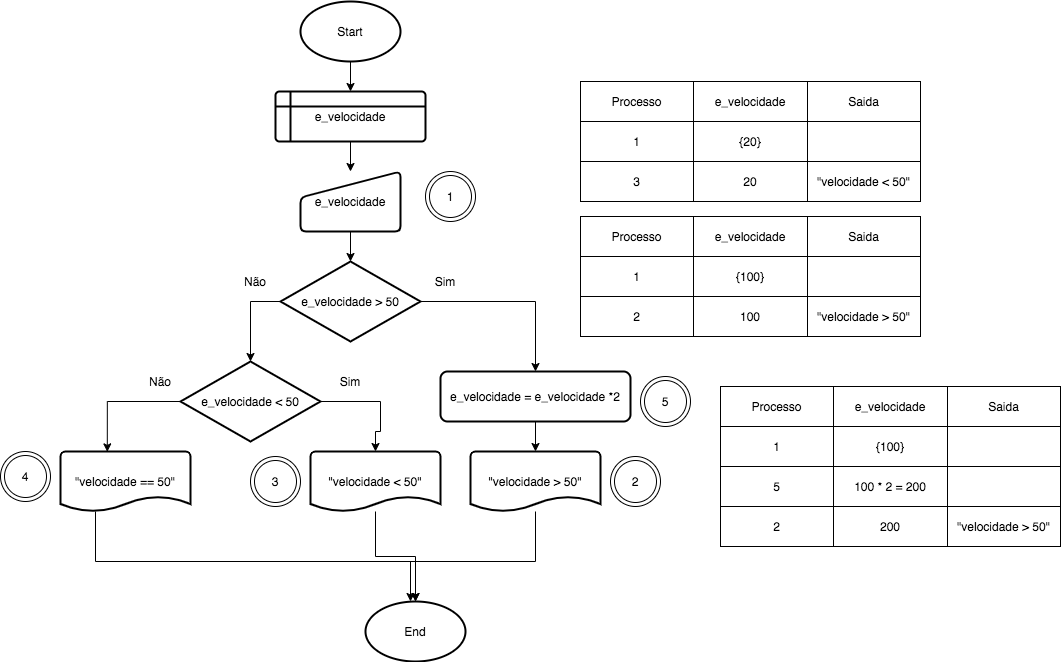 Start
e_velocidade
e_velocidade
1
e_velocidade > 50
Não
Sim
e_velocidade < 50
Não
Sim
e_velocidade = e_velocidade *2
5
"velocidade == 50"
4
"velocidade < 50"
3
"velocidade > 50"
2
End
Processo e_velocidade Saida
1 {20}
3 20 "velocidade < 50"
Processo e_velocidade Saida
1 {100}
2 100 "velocidade > 50"
Processo e_velocidade Saida
1 {100}
5 100 * 2 = 200
2 200 "velocidade > 50"